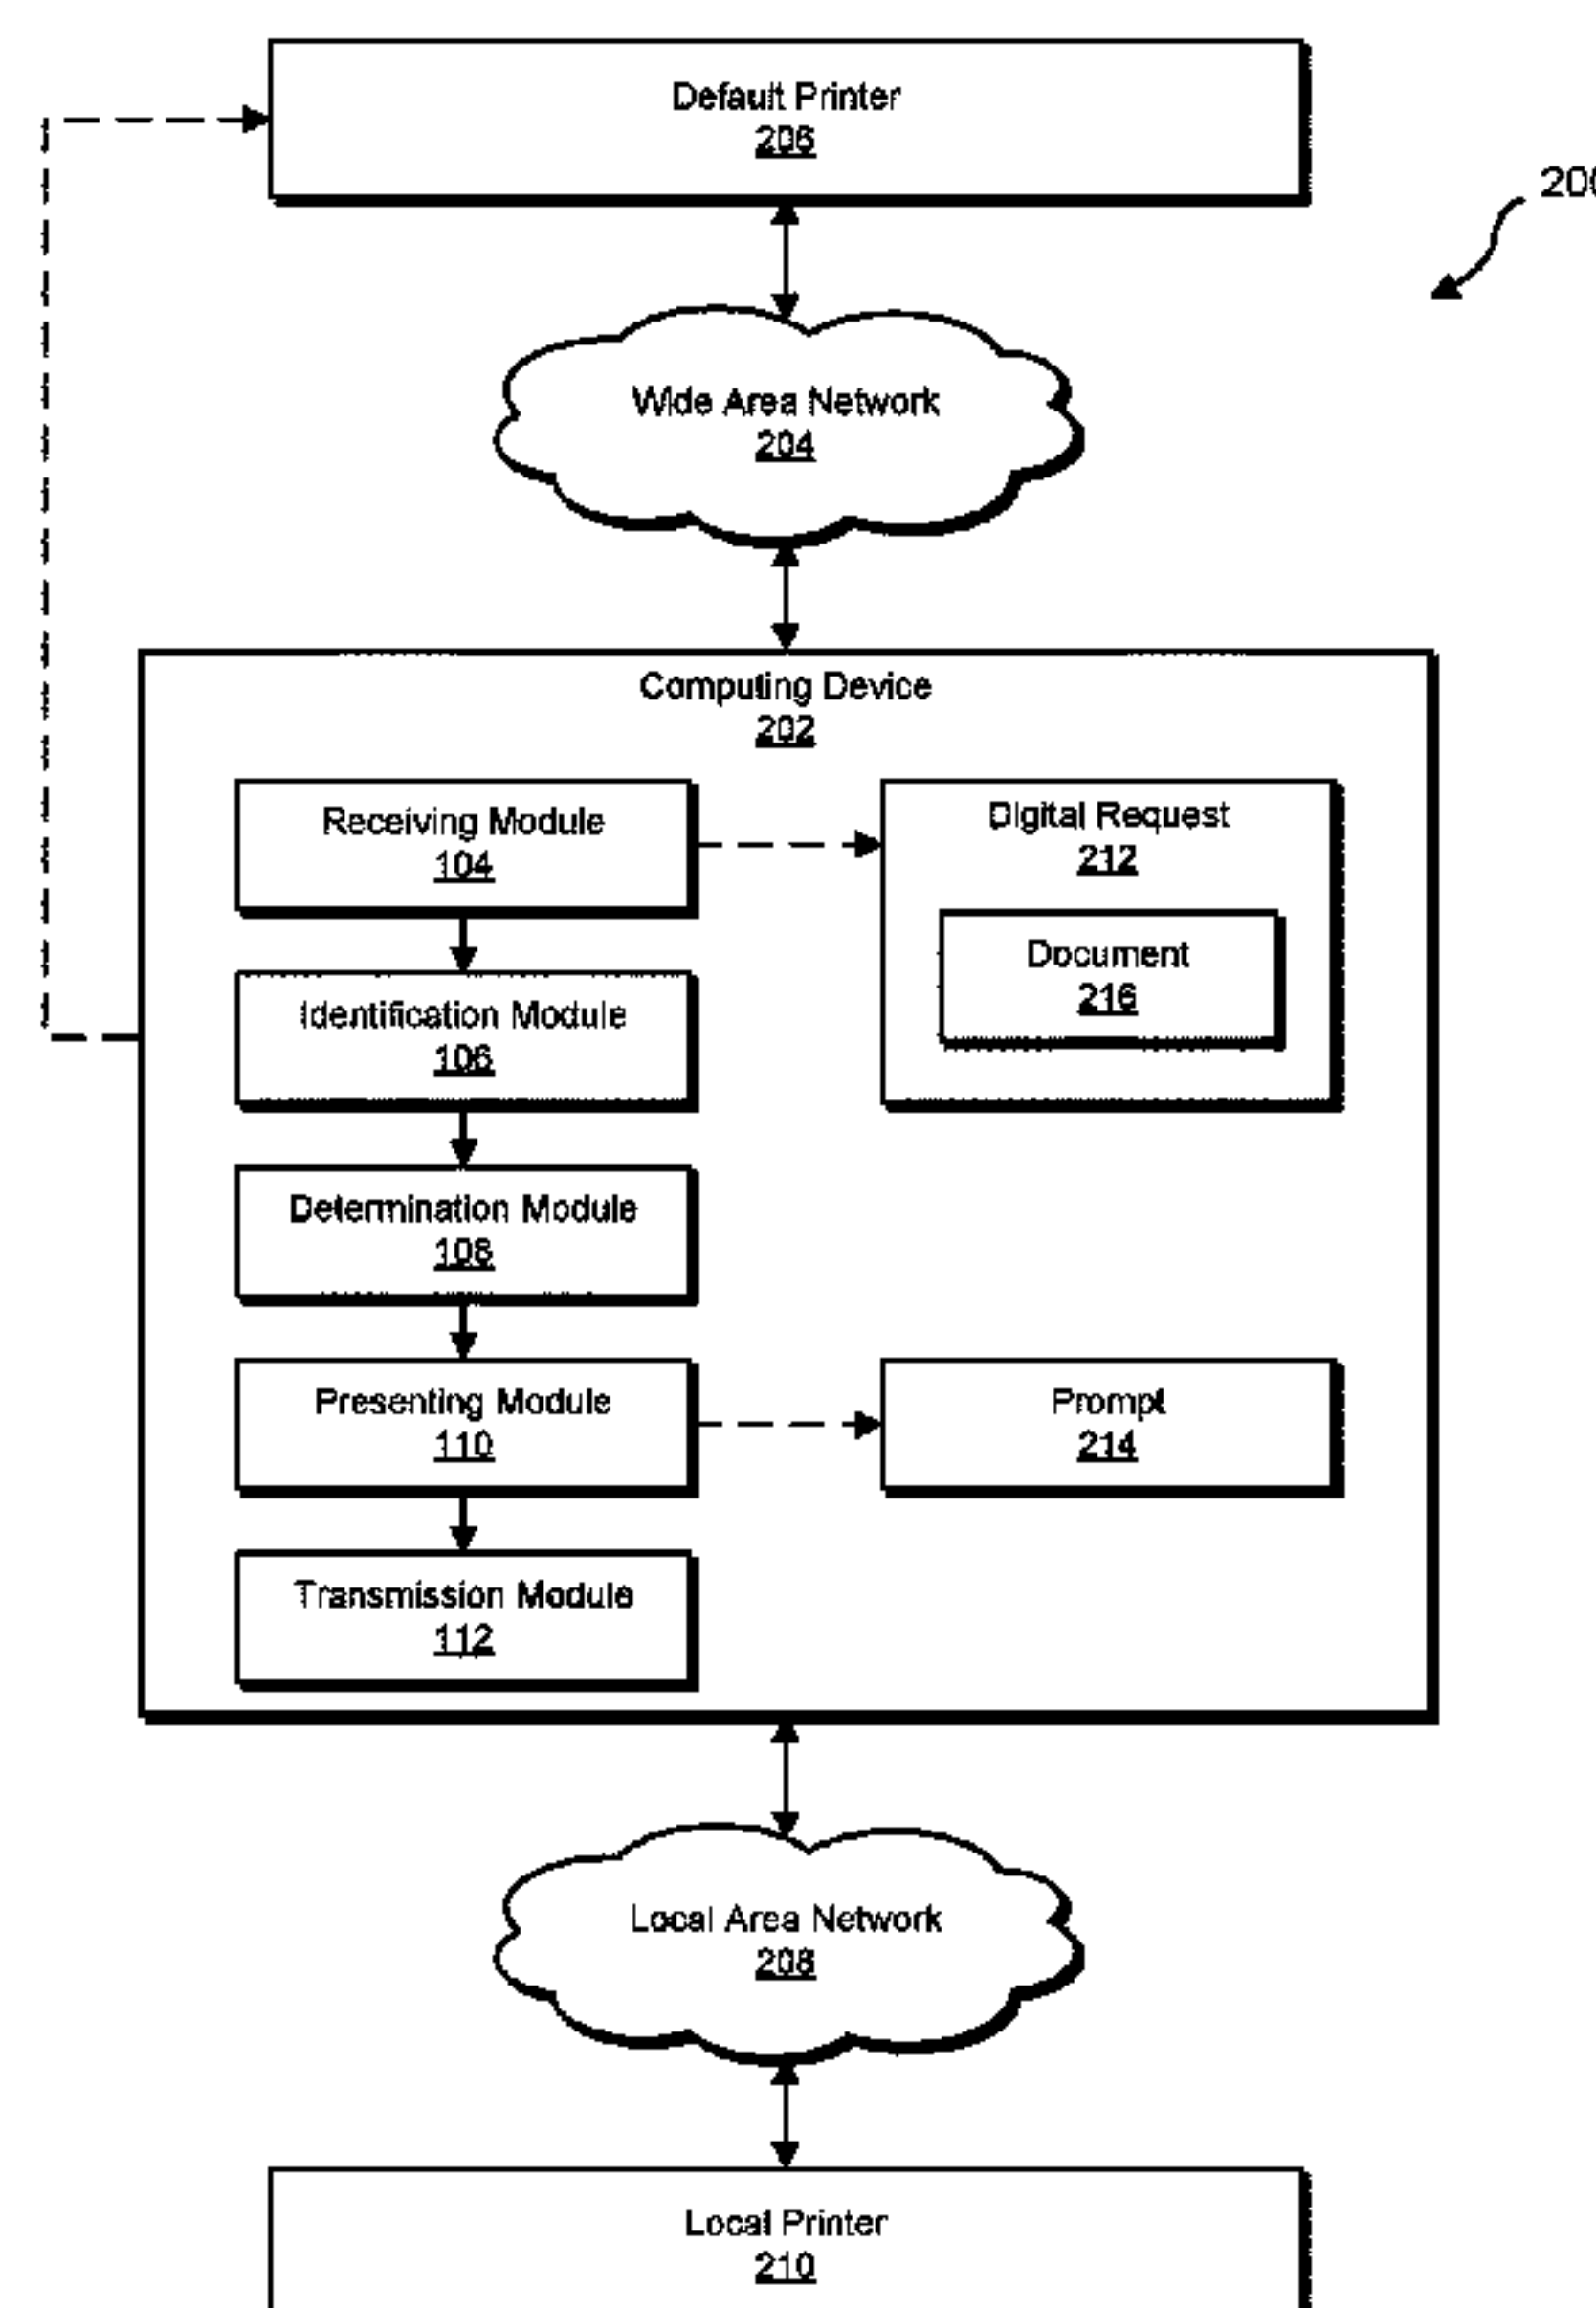 Default Printer
206
200
Wide Area Network
204
Computing Device
202
Receiving Module
104
Digital Request
212
Document
216
Identification Module
106
Determination Module
108
Presenting Module
110
Prompt
214
Transmission Module
112
Local Area Network
208
Local Printer
210